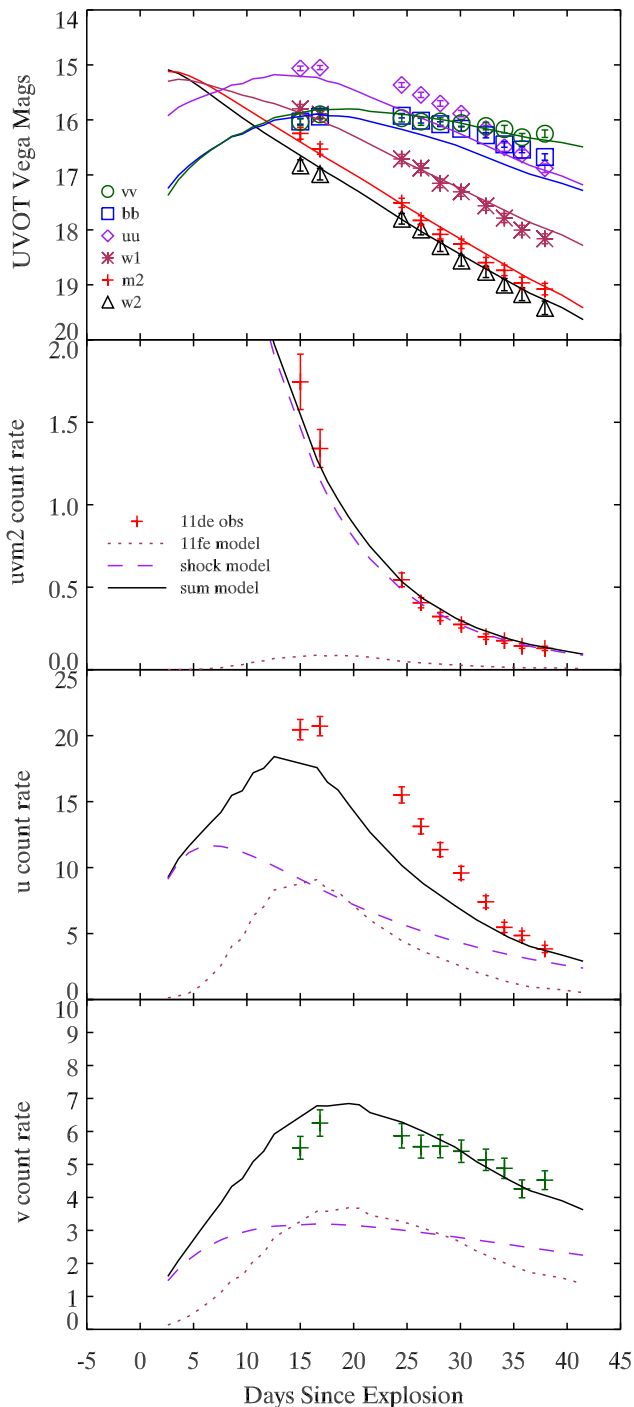 14
15
16
17
18
19
20
UVOT Vega Mags
vv
bb
uu
w1
m2
w2
2.0
1.5
1.0
0.5
0.0
uvm2 count rate
11de obs
11fe model
shock model
sum model
25
20
15
10
5
0
u count rate
10
9
8
7
6
5
4
3
2
1
0
v count rate
-5 0 5 10 15 20 25 30 35 40 45
Days Since Explosion